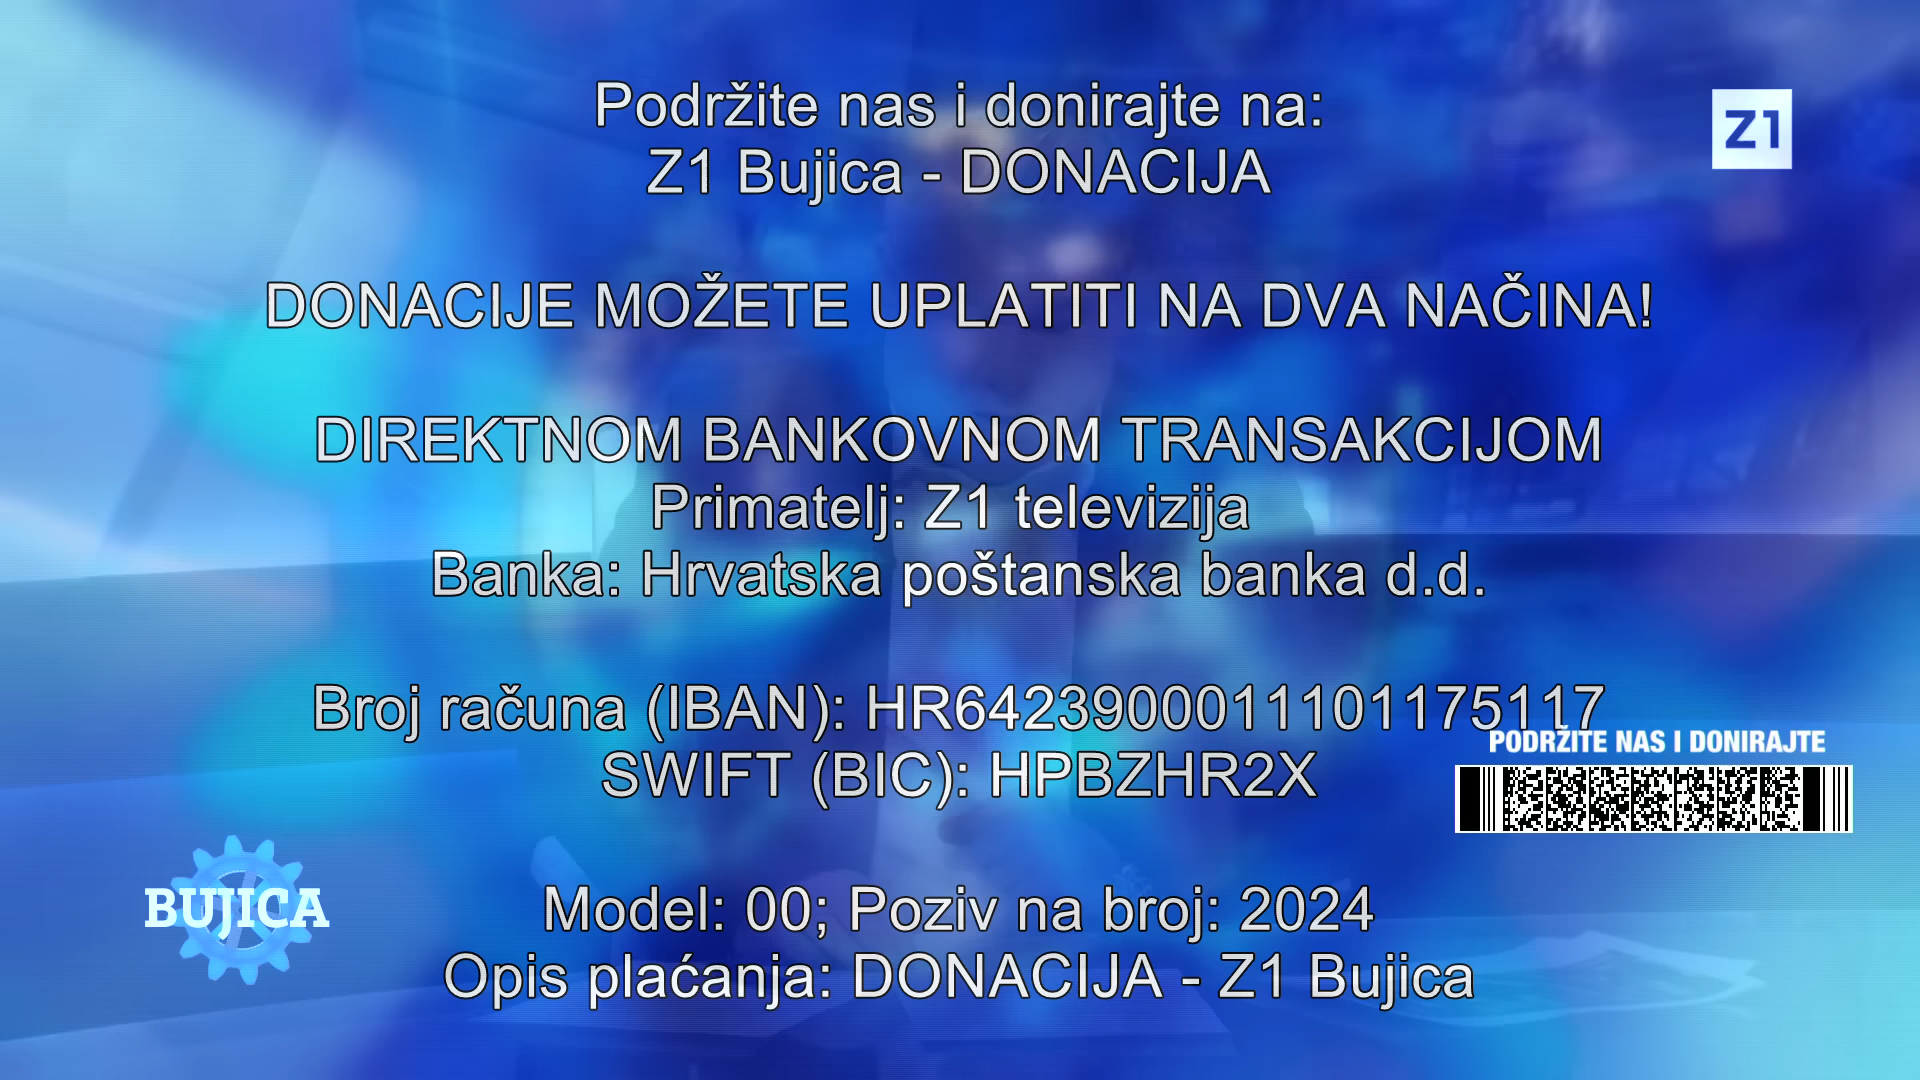 Podržite nas i donirajte na:
Z1 Bujica - DONACIJA
Z1
DONACIJE MOŽETE UPLATITI NA DVA NAČINA!
DIREKTNOM BANKOVNOM TRANSAKCIJOM
Primatelj: Z1 televizija
Banka: Hrvatska poštanska banka d.d.
Broj računa (IBAN): HR6423900011101175117
PODRŽITE NAS I DONIRAJTE
SWIFT (BIC): HPBZHR2X
BUJICA
Model: 00; Poziv na broj: 2024
Opis plaćanja: DONACIJA - Z1 Bujica